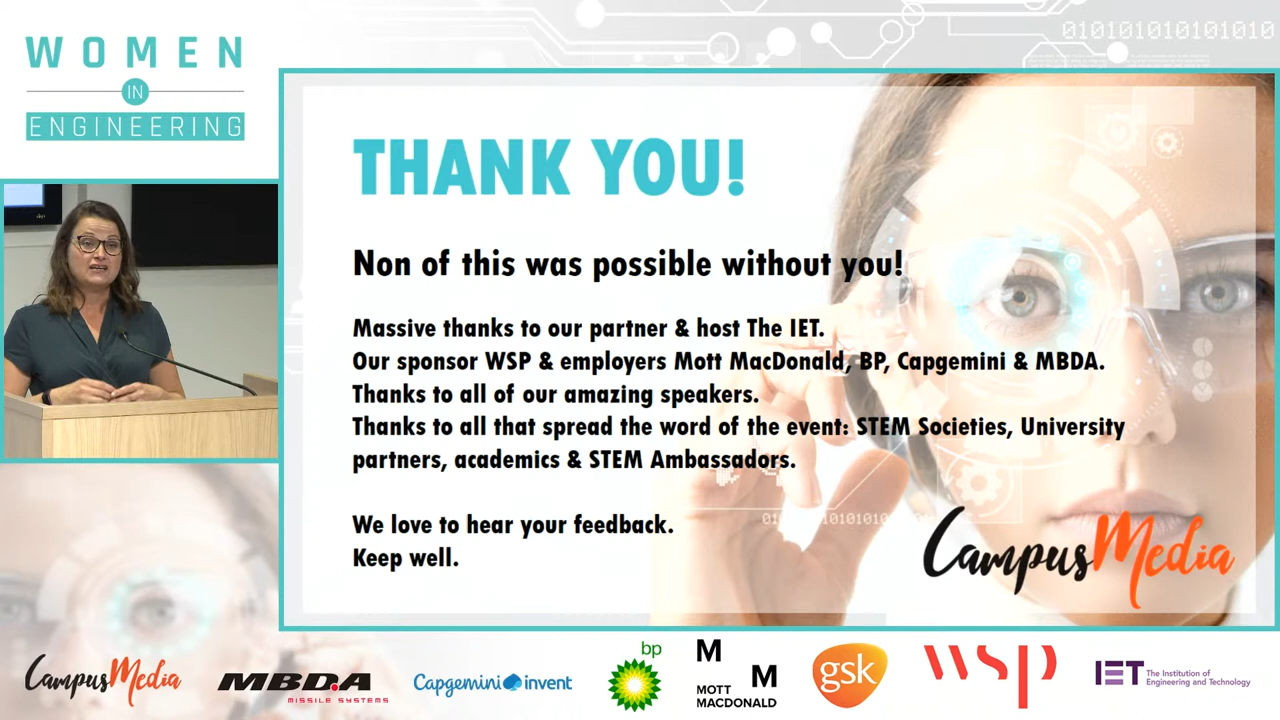 WOMEN
IN
ENGINEERING
01010101010101010
THANK YOU!
Non of this was possible without you!
Massive thanks to our partner & host The IET.
Our sponsor WSP & employers Mott MacDonald, BP, Capgemini & MBDA.
Thanks to all of our amazing speakers.
Thanks to all that spread the word of the event: STEM Societies, University
partners, academics & STEM Ambassadors.
We love to hear your feedback.
Keep well.
CampusMedia
CampusMedia
MBDA
MISSILE SYSTEMS
Capgemini invent
bp
M
M
MOTT
MACDONALD
gsk
wsp
IET
The Institution of
Engineering and Technology